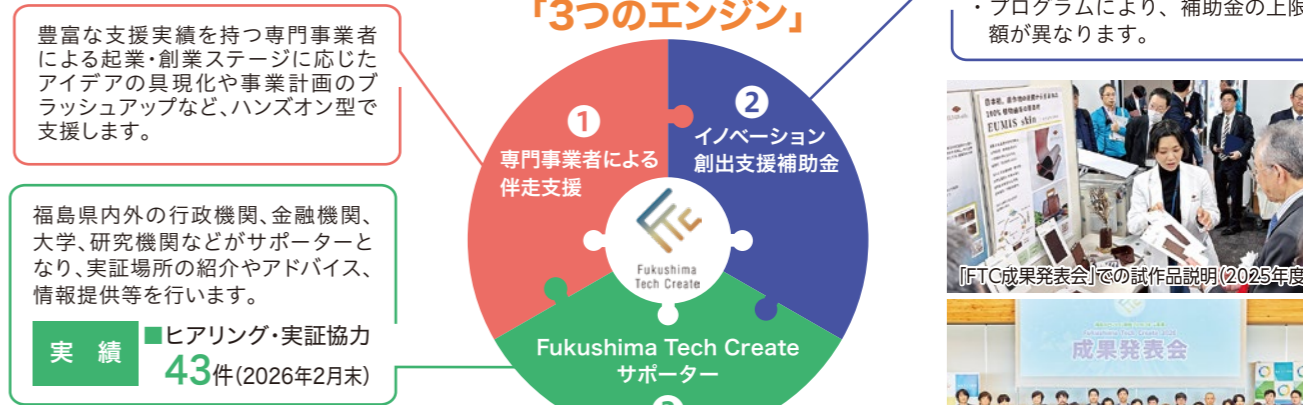 「3つのエンジン」
豊富な支援実績を持つ専門事業者
による起業・創業ステージに応じた
アイデアの具現化や事業計画のブ
ラッシュアップなど、ハンズオン型で
支援します。
福島県内外の行政機関、金融機関、
大学、研究機関などがサポーターと
なり、実証場所の紹介やアドバイス、
情報提供等を行います。
実 績
■ヒアリング・実証協力
43件(2026年2月末)
1
専門事業者による
伴走支援
2
イノベーション
創出支援補助金
FTC
Fukushima
Tech Create
Fukushima Tech Create
サポーター
3
・プログラムにより、補助金の上限
額が異なります。
100% 植物由来の
EUMIS skin
「FTC成果発表会」での試作品説明(2025年度
Fukushima Tech Create 2025
成果発表会